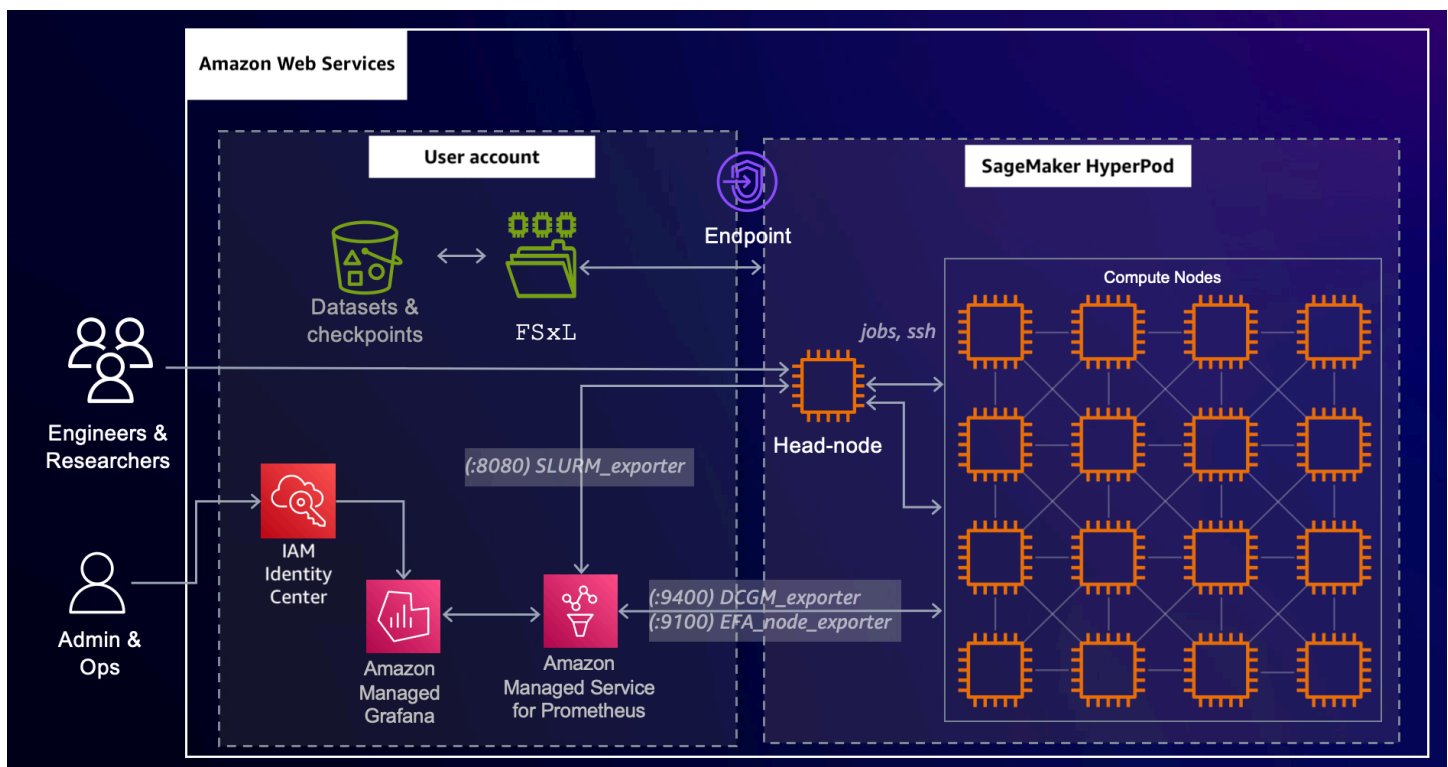 Amazon Web Services
User account
SageMaker HyperPod
Endpoint
Compute Nodes
Datasets &
checkpoints
FSxL
jobs, ssh
Engineers &
Researchers
Head-node
(:8080) SLURM_exporter
IAM
Identity
Center
(:9400) DCGM_exporter
(:9100) EFA_node_exporter
Admin &
Ops
Amazon
Managed
Grafana
Amazon
Managed Service
for Prometheus